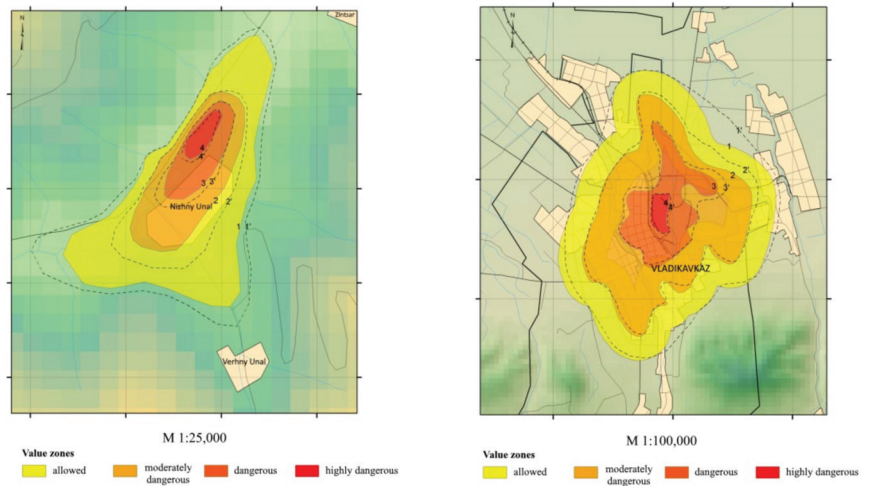 N
Zintsar
4
4'
3 3'
Nizhny Unal
2 2'
1 1'
Verhny Unal
M 1:25,000
Value zones
allowed
moderately
dangerous
dangerous
highly dangerous
N
1'
1
2 2'
3 3'
4 4'
VLADIKAVKAZ
M 1:100,000
Value zones
allowed
moderately
dangerous
dangerous
highly dangerous